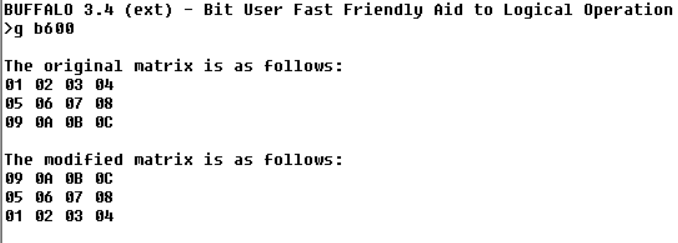 BUFFALO 3.4 (ext) - Bit User Fast Friendly Aid to Logical Operation
>g b600
The original matrix is as follows:
01 02 03 04
05 06 07 08
09 0A 0B 0C
The modified matrix is as follows:
09 0A 0B 0C
05 06 07 08
01 02 03 04